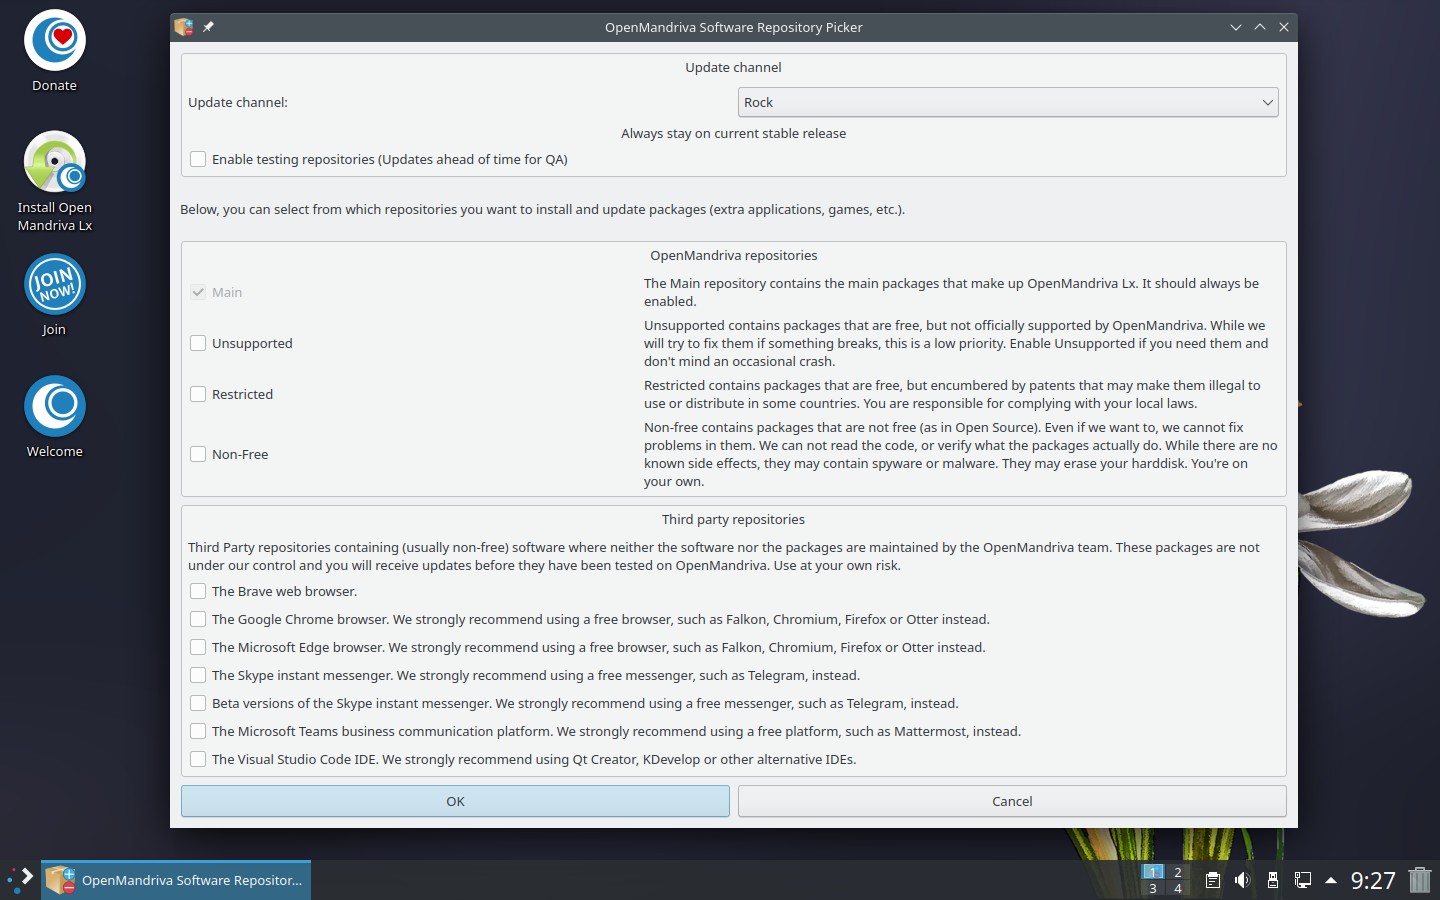 OpenMandriva Software Repository Picker
Donate
Install Open
Mandriva Lx
JOIN
NOW!
Join
Welcome
Update channel
Update channel:
Rock
Always stay on current stable release
Enable testing repositories (Updates ahead of time for QA)
Below, you can select from which repositories you want to install and update packages (extra applications, games, etc.).
OpenMandriva repositories
Main
The Main repository contains the main packages that make up OpenMandriva Lx. It should always be
enabled.
Unsupported
Unsupported contains packages that are free, but not officially supported by OpenMandriva. While we
will try to fix them if something breaks, this is a low priority. Enable Unsupported if you need them and
don't mind an occasional crash.
Restricted
Restricted contains packages that are free, but encumbered by patents that may make them illegal to
use or distribute in some countries. You are responsible for complying with your local laws.
Non-Free
Non-free contains packages that are not free (as in Open Source). Even if we want to, we cannot fix
problems in them. We can not read the code, or verify what the packages actually do. While there are no
known side effects, they may contain spyware or malware. They may erase your harddisk. You're on
your own.
Third party repositories
Third Party repositories containing (usually non-free) software where neither the software nor the packages are maintained by the OpenMandriva team. These packages are not
under our control and you will receive updates before they have been tested on OpenMandriva. Use at your own risk.
The Brave web browser.
The Google Chrome browser. We strongly recommend using a free browser, such as Falkon, Chromium, Firefox or Otter instead.
The Microsoft Edge browser. We strongly recommend using a free browser, such as Falkon, Chromium, Firefox or Otter instead.
The Skype instant messenger. We strongly recommend using a free messenger, such as Telegram, instead.
Beta versions of the Skype instant messenger. We strongly recommend using a free messenger, such as Telegram, instead.
The Microsoft Teams business communication platform. We strongly recommend using a free platform, such as Mattermost, instead.
The Visual Studio Code IDE. We strongly recommend using Qt Creator, KDevelop or other alternative IDEs.
OK
Cancel
OpenMandriva Software Repositor...
1 2
3 4
9:27